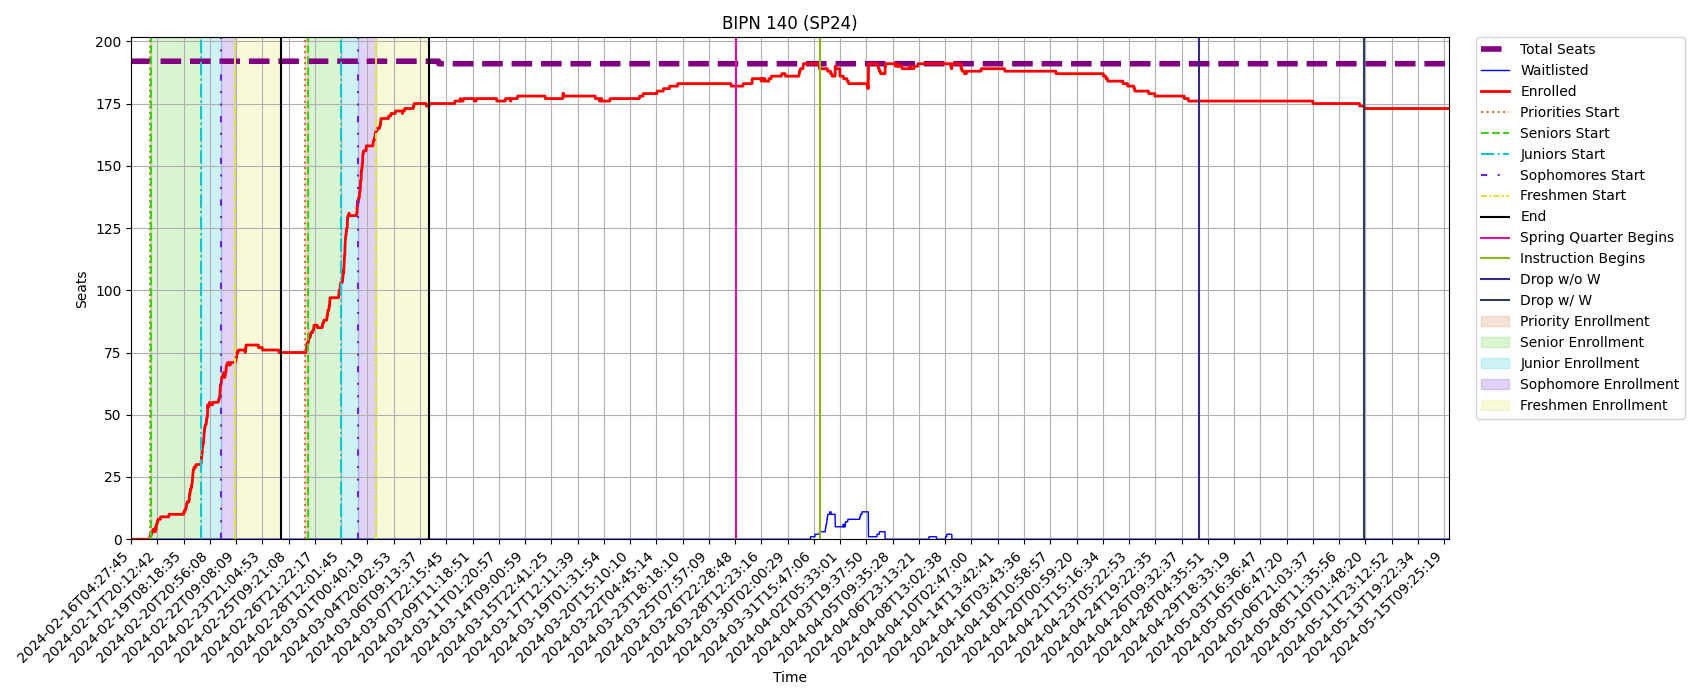 BIPN 140 (SP24)
Seats
200
175
150
125
100
75
50
25
0
2024-02-16T04:27:45
2024-02-17T20:12:42
2024-02-19T08:18:35
2024-02-20T20:56:08
2024-02-22T09:08:09
2024-02-23T21:04:53
2024-02-25T09:21:08
2024-02-26T21:22:17
2024-02-28T12:01:45
2024-03-01T00:40:19
2024-03-04T20:02:53
2024-03-06T09:13:37
2024-03-07T22:15:45
2024-03-11T11:18:51
2024-03-12T01:20:57
2024-03-14T09:00:59
2024-03-15T22:41:25
2024-03-17T12:11:39
2024-03-19T01:31:54
2024-03-20T15:10:10
2024-03-22T04:45:14
2024-03-23T18:18:10
2024-03-25T07:57:09
2024-03-26T22:28:48
2024-03-28T12:23:16
2024-03-30T02:00:29
2024-03-31T15:47:06
2024-04-02T05:33:01
2024-04-03T19:37:50
2024-04-05T09:35:28
2024-04-06T23:13:21
2024-04-08T13:02:38
2024-04-10T02:47:00
2024-04-14T13:42:41
2024-04-16T03:43:36
2024-04-18T10:58:57
2024-04-20T00:59:20
2024-04-21T15:16:34
2024-04-23T05:22:53
2024-04-24T19:22:35
2024-04-26T09:32:37
2024-04-28T04:35:51
2024-04-29T18:33:19
2024-05-03T16:36:47
2024-05-05T06:47:20
2024-05-06T21:03:37
2024-05-08T11:35:56
2024-05-10T01:48:20
2024-05-11T23:12:52
2024-05-13T19:22:34
2024-05-15T09:25:19
Time
Total Seats
Waitlisted
Enrolled
Priorities Start
Seniors Start
Juniors Start
Sophomores Start
Freshmen Start
End
Spring Quarter Begins
Instruction Begins
Drop w/o W
Drop w/ W
Priority Enrollment
Senior Enrollment
Junior Enrollment
Sophomore Enrollment
Freshmen Enrollment